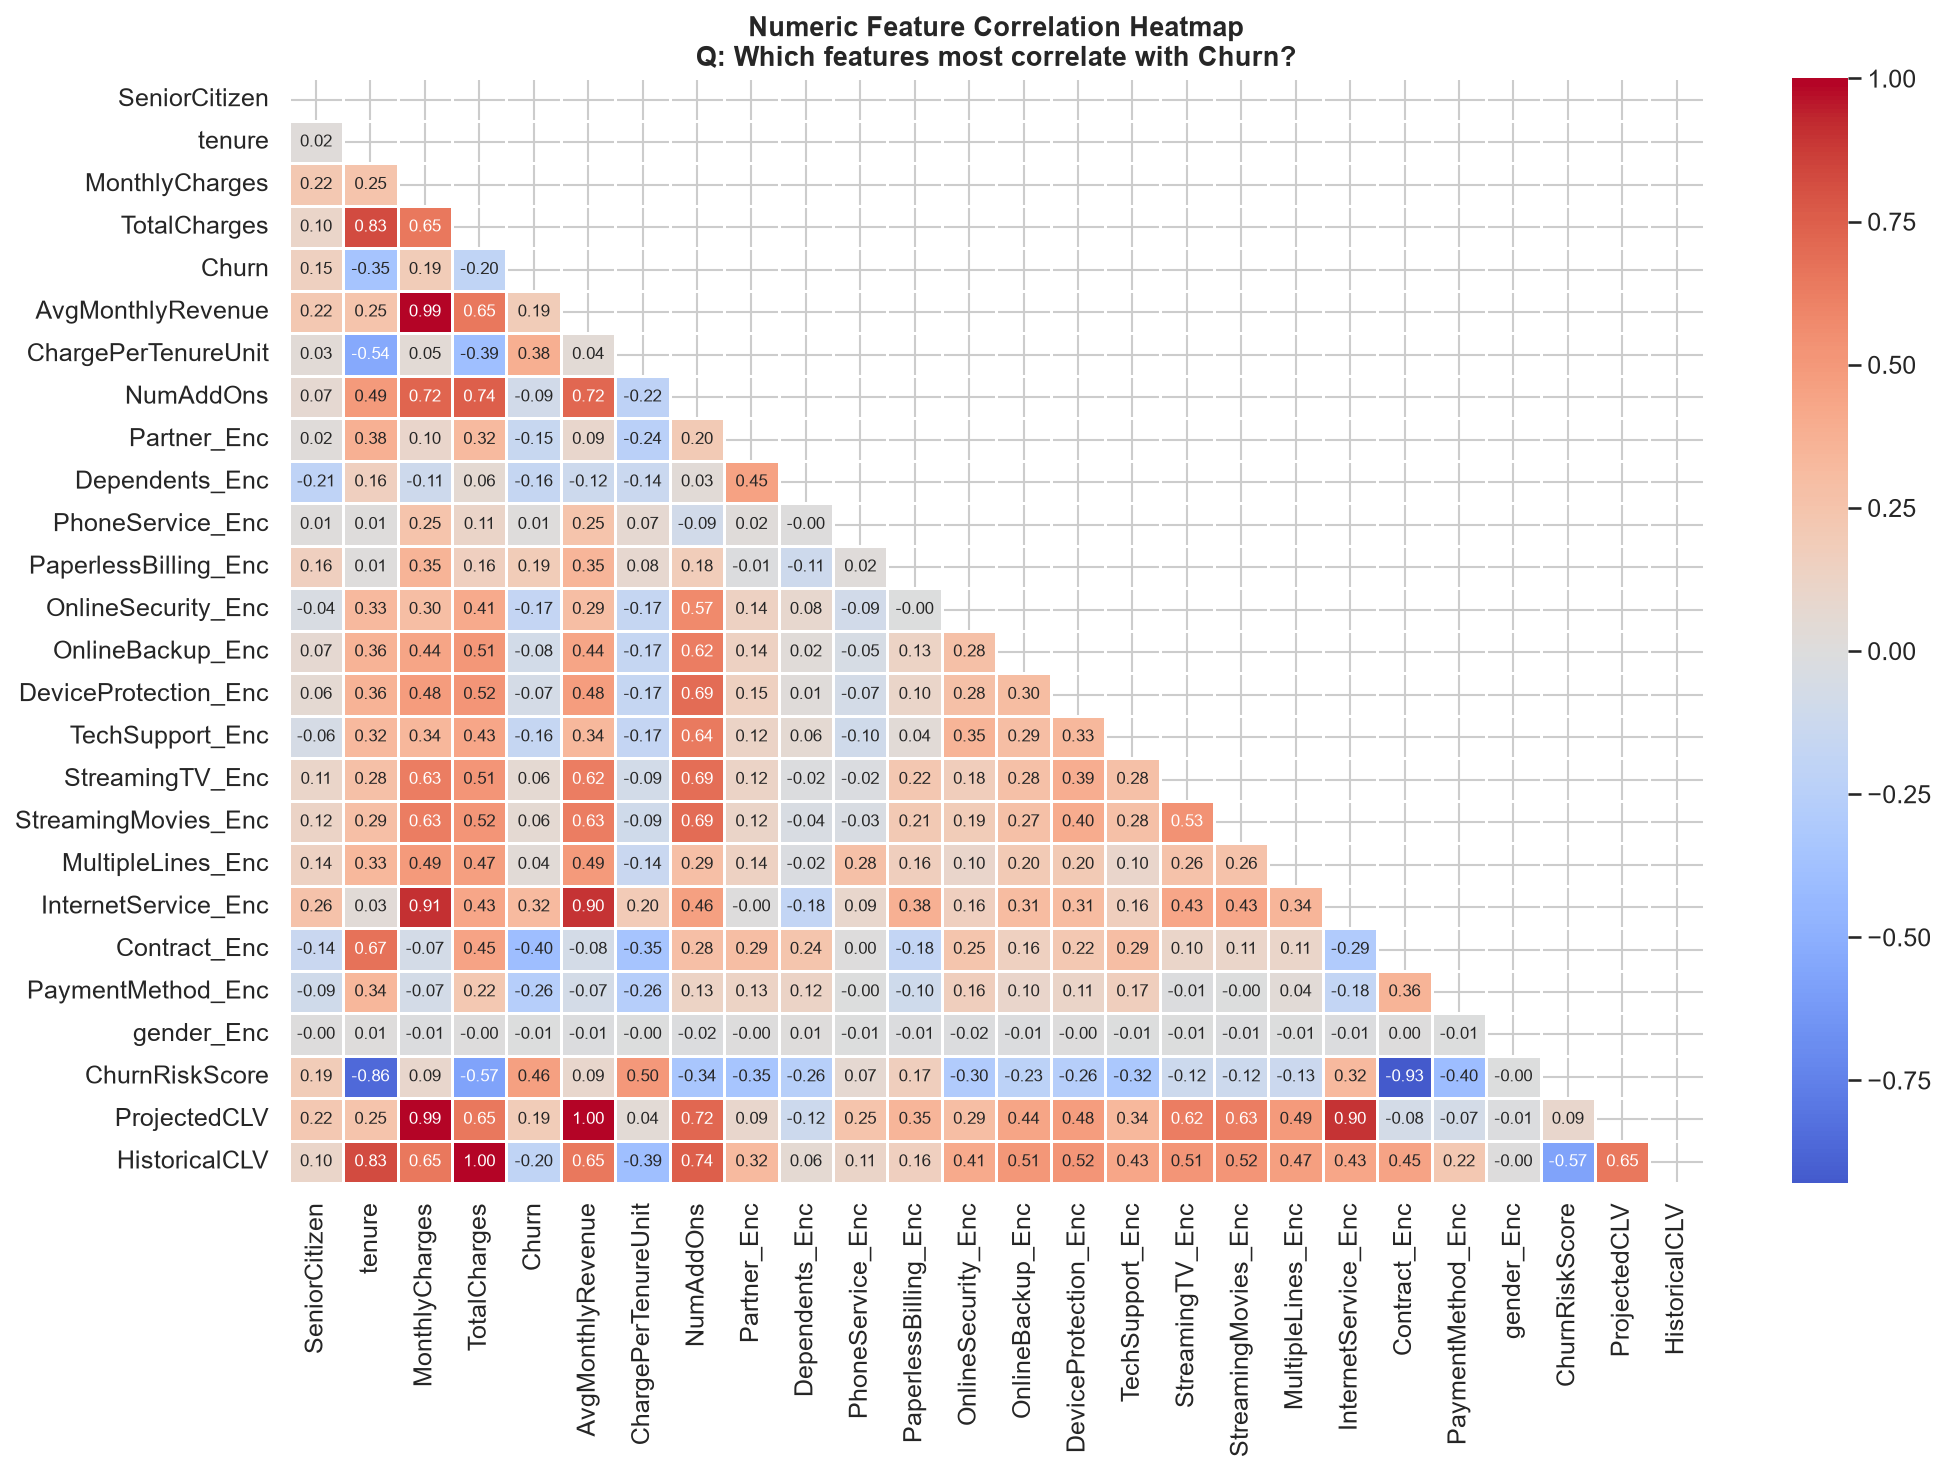 Numeric Feature Correlation Heatmap
Q: Which features most correlate with Churn?
SeniorCitizen
tenure 0.02
MonthlyCharges 0.22 0.25
TotalCharges 0.10 0.83 0.65
Churn 0.15 -0.35 0.19 -0.20
AvgMonthlyRevenue 0.22 0.25 0.99 0.65 0.19
ChargePerTenureUnit 0.03 -0.54 0.05 -0.39 0.38 0.04
NumAddOns 0.07 0.49 0.72 0.74 -0.09 0.72 -0.22
Partner_Enc 0.02 0.38 0.10 0.32 -0.15 0.09 -0.24 0.20
Dependents_Enc -0.21 0.16 -0.11 0.06 -0.16 -0.12 -0.14 0.03 0.45
PhoneService_Enc 0.01 0.01 0.25 0.11 0.01 0.25 0.07 -0.09 0.02 -0.00
PaperlessBilling_Enc 0.16 0.01 0.35 0.16 0.19 0.35 0.08 0.18 -0.01 -0.11 0.02
OnlineSecurity_Enc -0.04 0.33 0.30 0.41 -0.17 0.29 -0.17 0.57 0.14 0.08 -0.09 -0.00
OnlineBackup_Enc 0.07 0.36 0.44 0.51 -0.08 0.44 -0.17 0.62 0.14 0.02 -0.05 0.13 0.28
DeviceProtection_Enc 0.06 0.36 0.48 0.52 -0.07 0.48 -0.17 0.69 0.15 0.01 -0.07 0.10 0.28 0.30
TechSupport_Enc -0.06 0.32 0.34 0.43 -0.16 0.34 -0.17 0.64 0.12 0.06 -0.10 0.04 0.35 0.29 0.33
StreamingTV_Enc 0.11 0.28 0.63 0.51 0.06 0.62 -0.09 0.69 0.12 -0.02 -0.02 0.22 0.18 0.28 0.39 0.28
StreamingMovies_Enc 0.12 0.29 0.63 0.52 0.06 0.63 -0.09 0.69 0.12 -0.04 -0.03 0.21 0.19 0.27 0.40 0.28 0.53
MultipleLines_Enc 0.14 0.33 0.49 0.47 0.04 0.49 -0.14 0.29 0.14 -0.02 0.28 0.16 0.10 0.20 0.20 0.10 0.26 0.26
InternetService_Enc 0.26 0.03 0.91 0.43 0.32 0.90 0.20 0.46 -0.00 -0.18 0.09 0.38 0.16 0.31 0.31 0.16 0.43 0.43 0.34
Contract_Enc -0.14 0.67 -0.07 0.45 -0.40 -0.08 -0.35 0.28 0.29 0.24 0.00 -0.18 0.25 0.16 0.22 0.29 0.10 0.11 0.11 -0.29
PaymentMethod_Enc -0.09 0.34 -0.07 0.22 -0.26 -0.07 -0.26 0.13 0.13 0.12 -0.00 -0.10 0.16 0.10 0.11 0.17 -0.01 -0.00 0.04 -0.18 0.36
gender_Enc -0.00 0.01 -0.01 -0.00 -0.01 -0.01 -0.00 -0.02 -0.00 0.01 -0.01 -0.01 -0.02 -0.01 -0.00 -0.01 -0.01 -0.01 -0.01 -0.01 0.00 -0.01
ChurnRiskScore 0.19 -0.86 0.09 -0.57 0.46 0.09 0.50 -0.34 -0.35 -0.26 0.07 0.17 -0.30 -0.23 -0.26 -0.32 -0.12 -0.12 -0.13 0.32 -0.93 -0.40 -0.00
ProjectedCLV 0.22 0.25 0.99 0.65 0.19 1.00 0.04 0.72 0.09 -0.12 0.25 0.35 0.29 0.44 0.48 0.34 0.62 0.63 0.49 0.90 -0.08 -0.07 -0.01 0.09
HistoricalCLV 0.10 0.83 0.65 1.00 -0.20 0.65 -0.39 0.74 0.32 0.06 0.11 0.16 0.41 0.51 0.52 0.43 0.51 0.52 0.47 0.43 0.45 0.22 -0.00 -0.57 0.65
SeniorCitizen
tenure
MonthlyCharges
TotalCharges
Churn
AvgMonthlyRevenue
ChargePerTenureUnit
NumAddOns
Partner_Enc
Dependents_Enc
PhoneService_Enc
PaperlessBilling_Enc
OnlineSecurity_Enc
OnlineBackup_Enc
DeviceProtection_Enc
TechSupport_Enc
StreamingTV_Enc
StreamingMovies_Enc
MultipleLines_Enc
InternetService_Enc
Contract_Enc
PaymentMethod_Enc
gender_Enc
ChurnRiskScore
ProjectedCLV
HistoricalCLV
1.00
0.75
0.50
0.25
0.00
−0.25
−0.50
−0.75